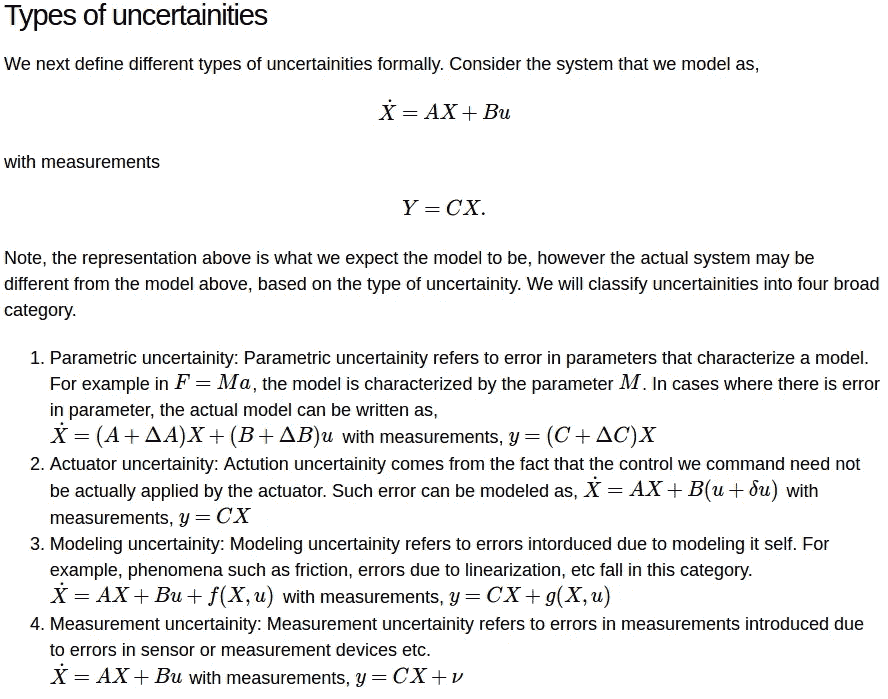 Types of uncertainities
We next define different types of uncertainities formally. Consider the system that we model as,
Ẋ = AX + Bu
with measurements
Y = CX.
Note, the representation above is what we expect the model to be, however the actual system may be
different from the model above, based on the type of uncertainity. We will classify uncertainities into four broad
category.
1. Parametric uncertainity: Parametric uncertainity refers to error in parameters that characterize a model.
For example in F = Ma, the model is characterized by the parameter M. In cases where there is error
in parameter, the actual model can be written as,
Ẋ = (A + ΔA)X + (B + ΔB)u with measurements, y = (C + ΔC)X
2. Actuator uncertainity: Actution uncertainity comes from the fact that the control we command need not
be actually applied by the actuator. Such error can be modeled as, Ẋ = AX + B(u + δu) with
measurements, y = CX
3. Modeling uncertainity: Modeling uncertainity refers to errors intorduced due to modeling it self. For
example, phenomena such as friction, errors due to linearization, etc fall in this category.
Ẋ = AX + Bu + f(X, u) with measurements, y = CX + g(X, u)
4. Measurement uncertainity: Measurement uncertainity refers to errors in measurements introduced due
to errors in sensor or measurement devices etc.
Ẋ = AX + Bu with measurements, y = CX + ν